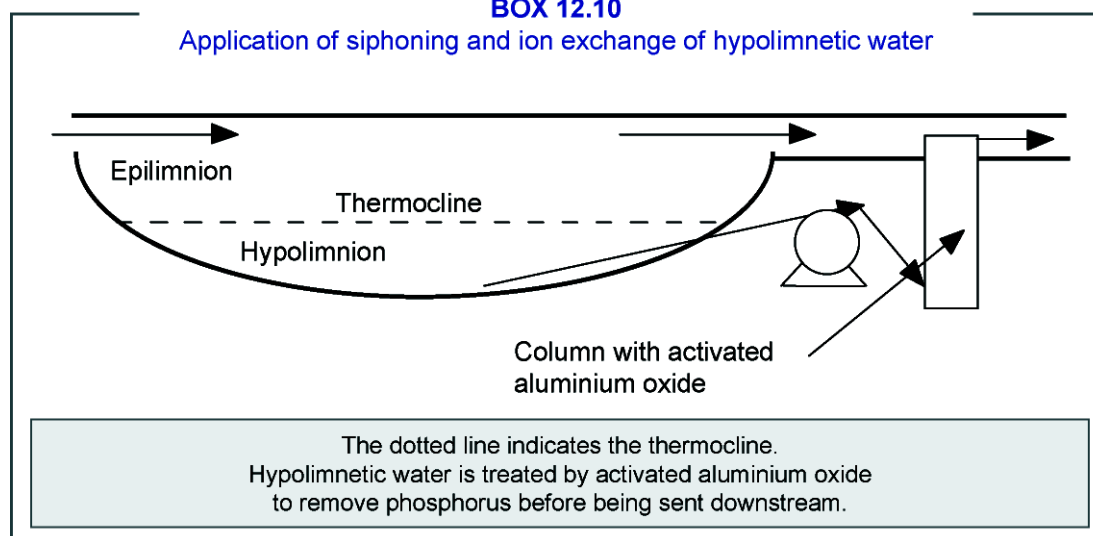 BOX 12.10
Application of siphoning and ion exchange of hypolimnetic water
Epilimnion
Thermocline
Hypolimnion
Column with activated
aluminium oxide
The dotted line indicates the thermocline.
Hypolimnetic water is treated by activated aluminium oxide
to remove phosphorus before being sent downstream.